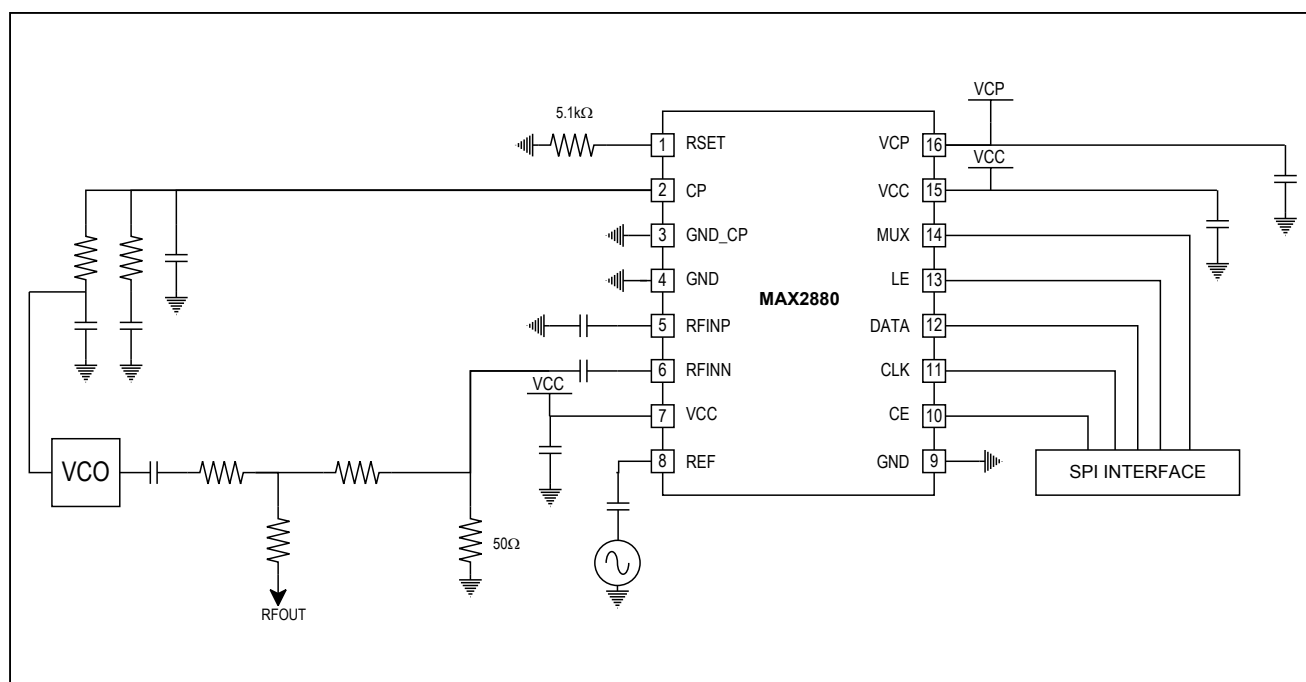 VCP
5.1kΩ
1 RSET VCP 16
VCC
2 CP VCC 15
3 GND_CP MUX 14
4 GND LE 13
MAX2880
5 RFINP DATA 12
6 RFINN CLK 11
VCC
7 VCC CE 10
8 REF GND 9
VCO
SPI INTERFACE
50Ω
RFOUT